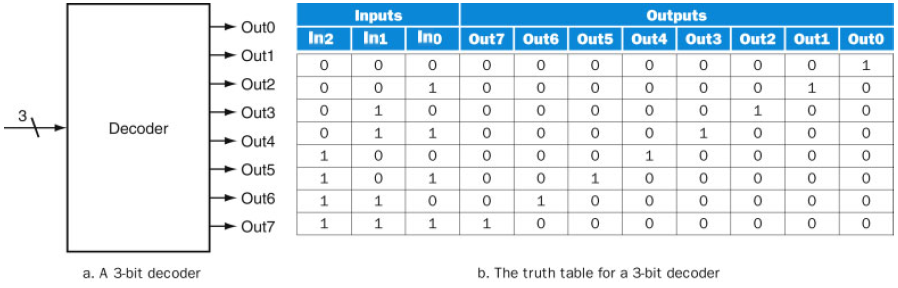 3
Decoder
Out0
Out1
Out2
Out3
Out4
Out5
Out6
Out7
a. A 3-bit decoder
Inputs Outputs
In2 In1 In0 Out7 Out6 Out5 Out4 Out3 Out2 Out1 Out0
0 0 0 0 0 0 0 0 0 0 1
0 0 1 0 0 0 0 0 0 1 0
0 1 0 0 0 0 0 0 1 0 0
0 1 1 0 0 0 0 1 0 0 0
1 0 0 0 0 0 1 0 0 0 0
1 0 1 0 0 1 0 0 0 0 0
1 1 0 0 1 0 0 0 0 0 0
1 1 1 1 0 0 0 0 0 0 0
b. The truth table for a 3-bit decoder